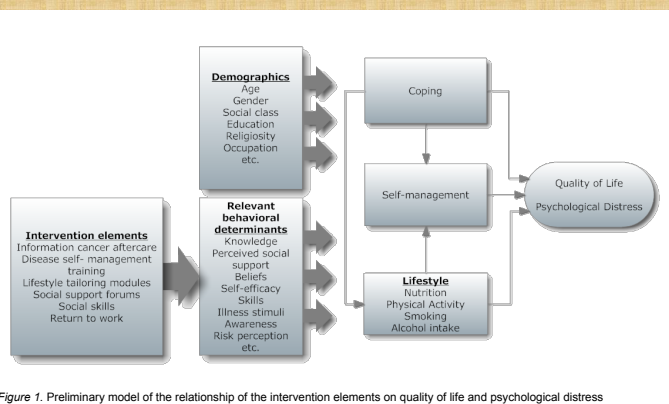 Demographics
Age
Gender
Social class
Education
Religiosity
Occupation
etc.
Intervention elements
Information cancer aftercare
Disease self- management
training
Lifestyle tailoring modules
Social support forums
Social skills
Return to work
Relevant
behavioral
determinants
Knowledge
Perceived social
support
Beliefs
Self-efficacy
Skills
Illness stimuli
Awareness
Risk perception
etc.
Coping
Self-management
Lifestyle
Nutrition
Physical Activity
Smoking
Alcohol intake
Quality of Life
Psychological Distress
Figure 1. Preliminary model of the relationship of the intervention elements on quality of life and psychological distress